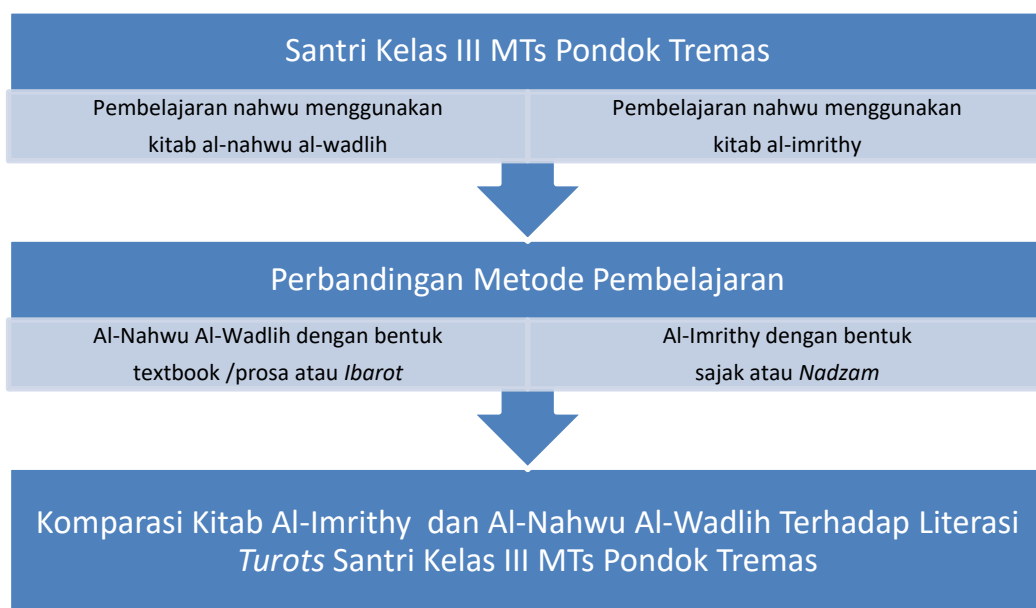 Santri Kelas III MTs Pondok Tremas
Pembelajaran nahwu menggunakan
kitab al-nahwu al-wadlih
Pembelajaran nahwu menggunakan
kitab al-imrithy
Perbandingan Metode Pembelajaran
Al-Nahwu Al-Wadlih dengan bentuk
textbook /prosa atau Ibarot
Al-Imrithy dengan bentuk
sajak atau Nadzam
Komparasi Kitab Al-Imrithy dan Al-Nahwu Al-Wadlih Terhadap Literasi
Turots Santri Kelas III MTs Pondok Tremas